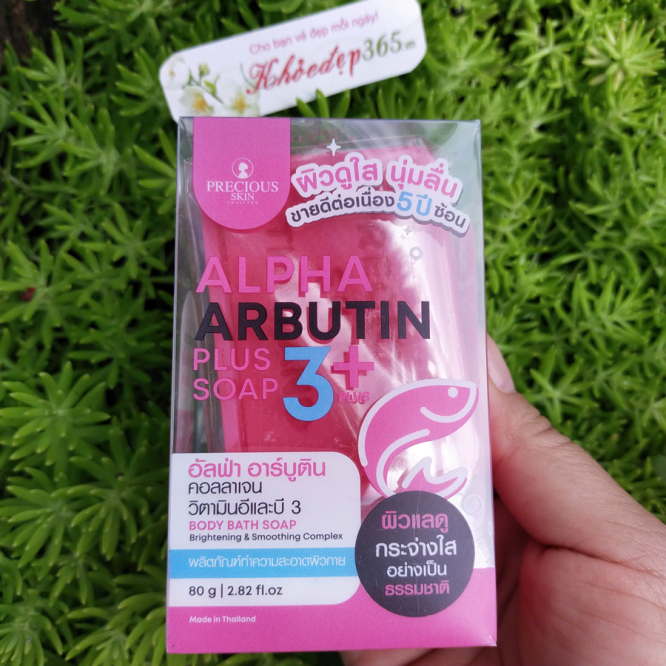 Cho bạn vẻ đẹp mỗi ngày!
Khỏeđẹp365.vn
PRECIOUS
SKIN
THAILAND
ผิวดูใส นุ่มลื่น
ขายดีต่อเนื่อง 5 ปี ซ้อน
ALPHA
ARBUTIN
PLUS
SOAP 3+
PLUS
อัลฟ่า อาร์บูติน
คอลลาเจน
วิตามินอีและบี 3
BODY BATH SOAP
Brightening & Smoothing Complex
ผลิตภัณฑ์ทำความสะอาดผิวกาย
80 g | 2.82 fl.oz
Made in Thailand
ผิวแลดู
กระจ่างใส
อย่างเป็น
ธรรมชาติ